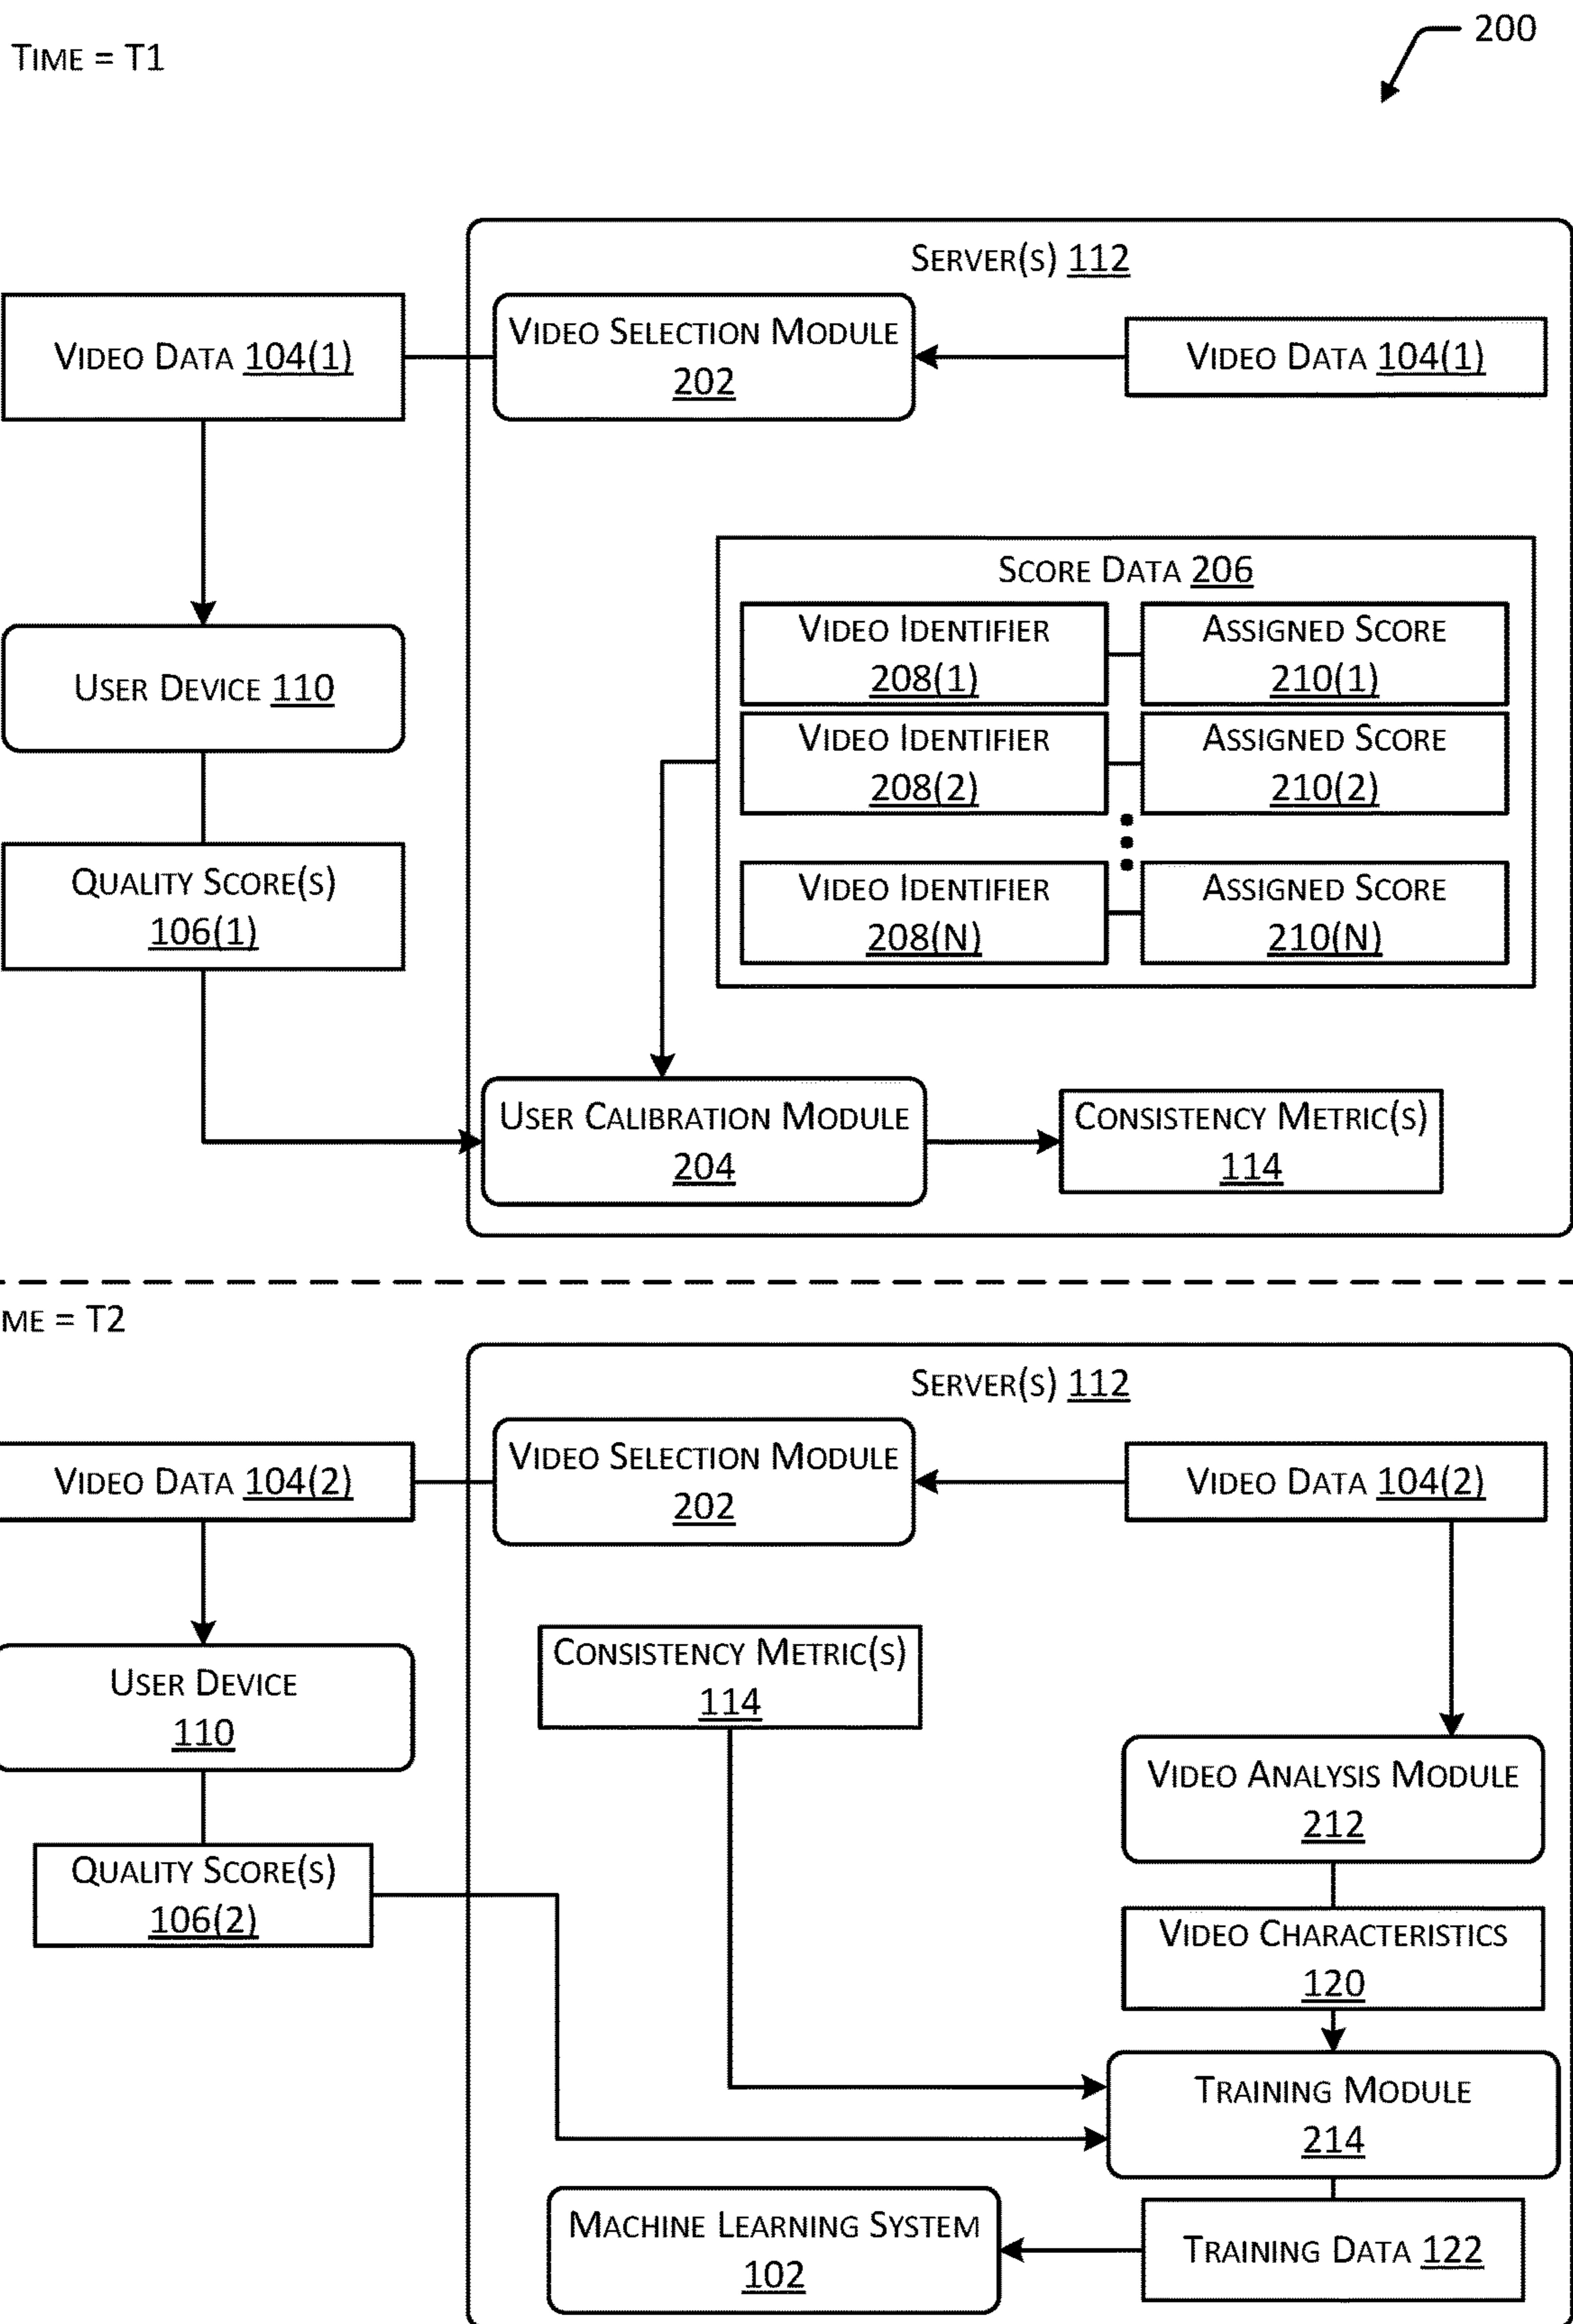 TIME = T1
200
SERVER(S) 112
VIDEO DATA 104(1)
VIDEO SELECTION MODULE
202
VIDEO DATA 104(1)
SCORE DATA 206
VIDEO IDENTIFIER
208(1)
ASSIGNED SCORE
210(1)
USER DEVICE 110
VIDEO IDENTIFIER
208(2)
ASSIGNED SCORE
210(2)
QUALITY SCORE(S)
106(1)
VIDEO IDENTIFIER
208(N)
ASSIGNED SCORE
210(N)
USER CALIBRATION MODULE
204
CONSISTENCY METRIC(S)
114
ME = T2
SERVER(S) 112
VIDEO DATA 104(2)
VIDEO SELECTION MODULE
202
VIDEO DATA 104(2)
USER DEVICE
110
CONSISTENCY METRIC(S)
114
VIDEO ANALYSIS MODULE
212
QUALITY SCORE(S)
106(2)
VIDEO CHARACTERISTICS
120
TRAINING MODULE
214
MACHINE LEARNING SYSTEM
102
TRAINING DATA 122